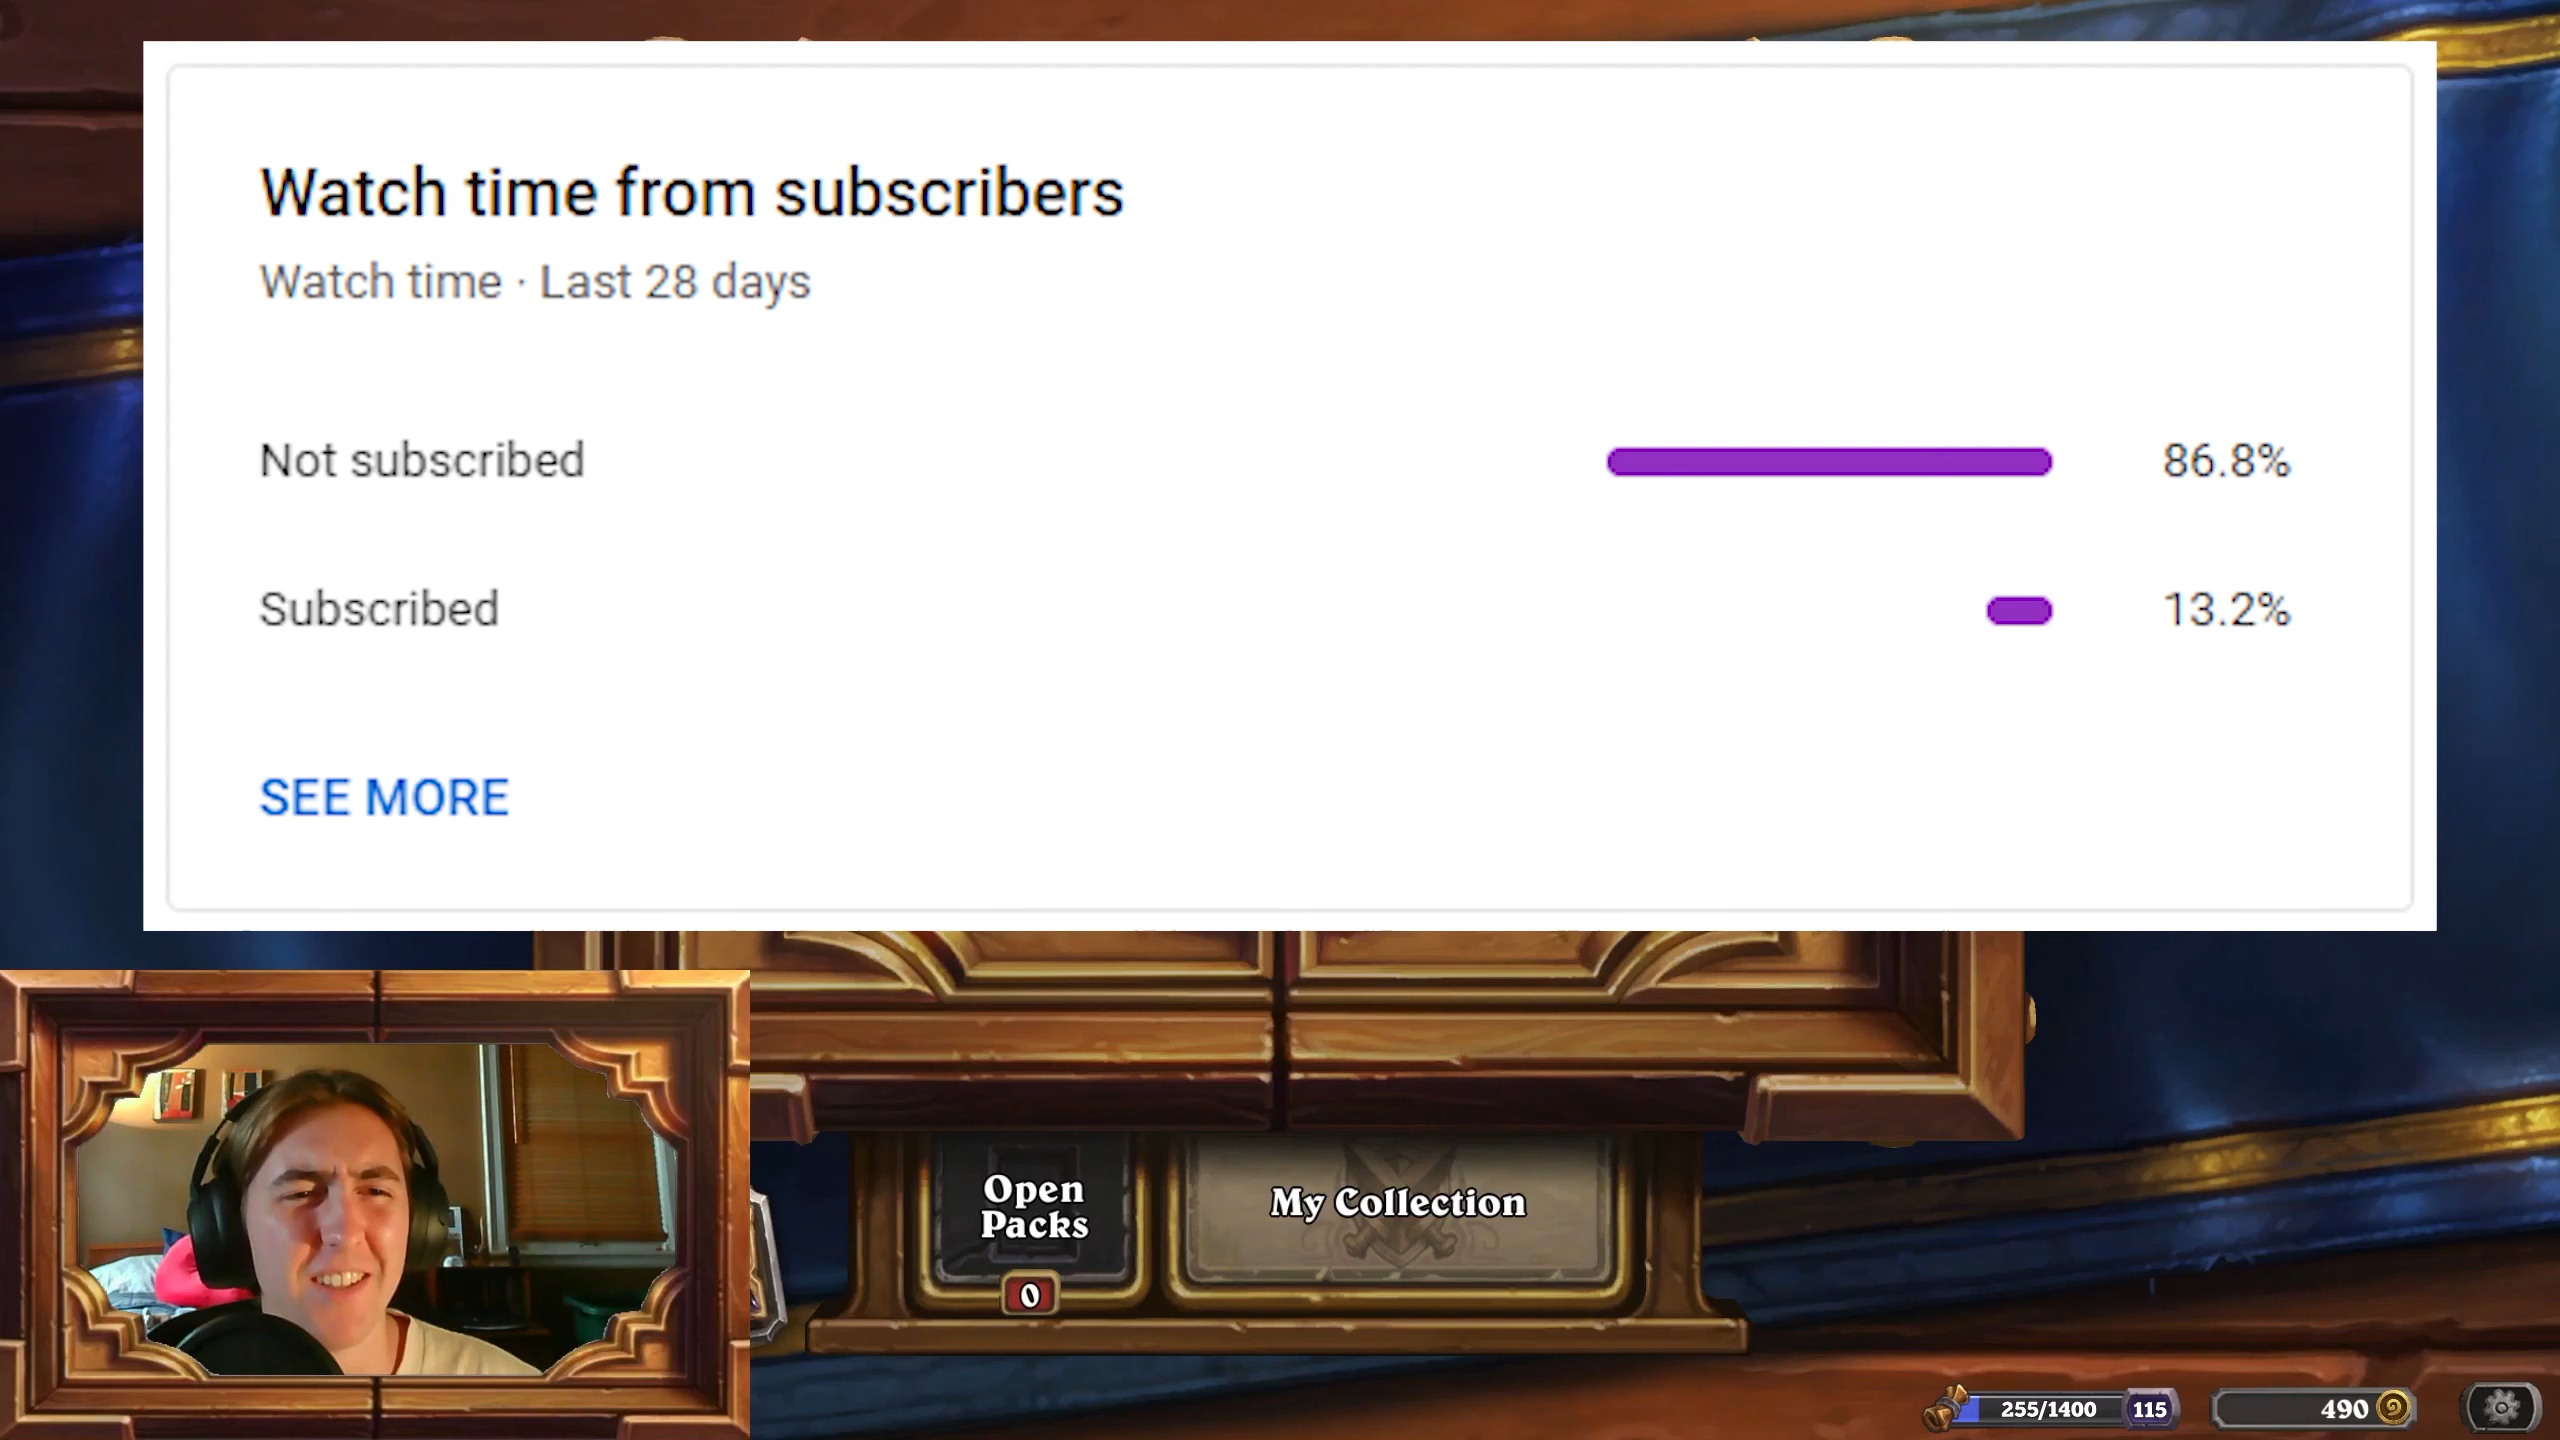 Watch time from subscribers
Watch time · Last 28 days
Not subscribed 86.8%
Subscribed 13.2%
SEE MORE
Open
Packs
0
My Collection
255/1400 115
490